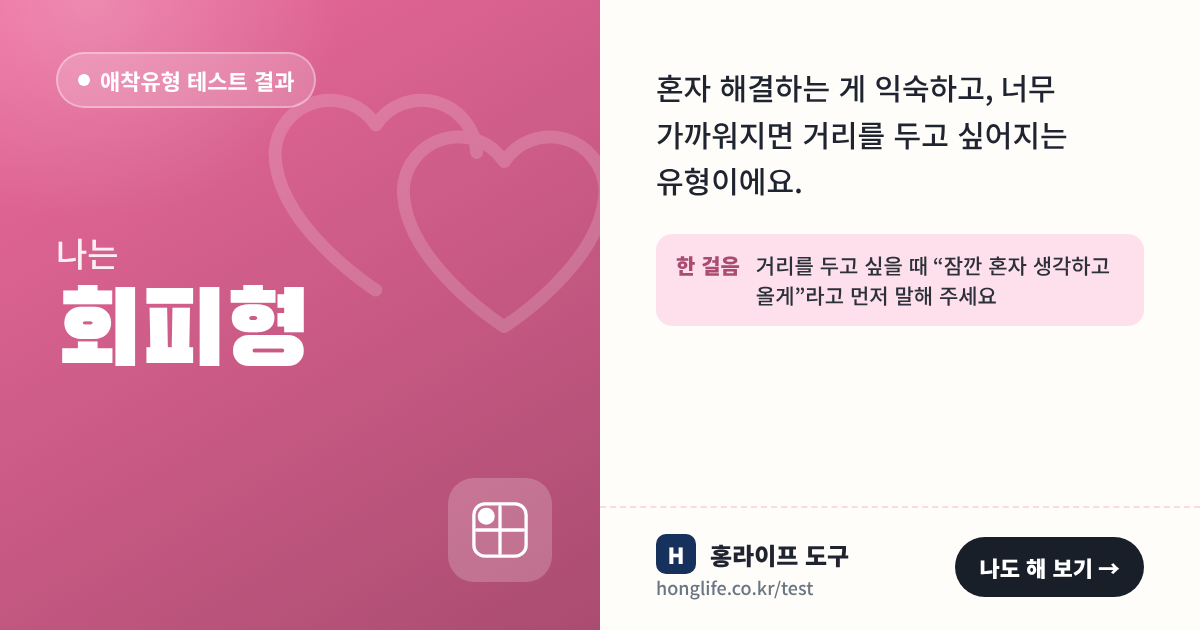 애착유형 테스트 결과
나는
회피형
혼자 해결하는 게 익숙하고, 너무
가까워지면 거리를 두고 싶어지는
유형이에요.
한 걸음 거리를 두고 싶을 때 “잠깐 혼자 생각하고
올게”라고 먼저 말해 주세요
H 홍라이프 도구
honglife.co.kr/test
나도 해 보기 →